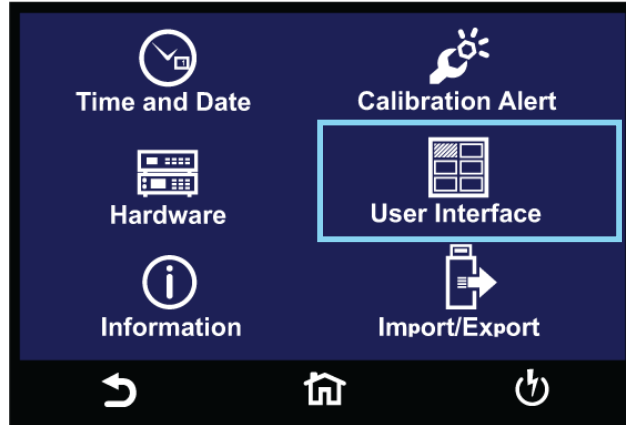 Time and Date
Calibration Alert
Hardware
User Interface
Information
Import/Export